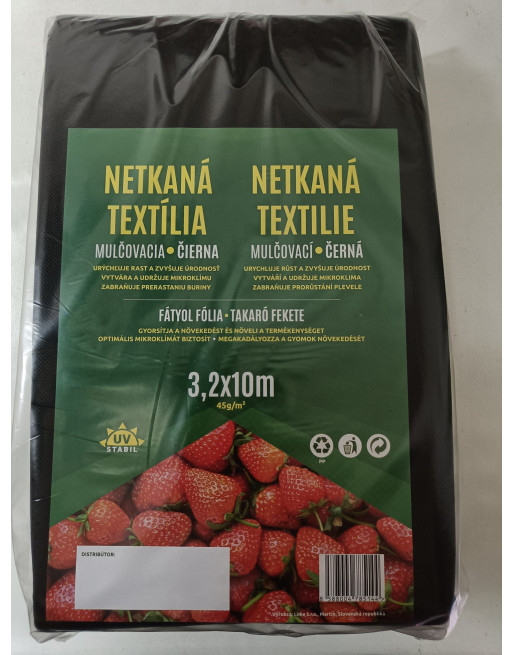 NETKANÁ
TEXTÍLIA
MULČOVACIA • ČIERNA
URÝCHĽUJE RAST A ZVYŠUJE ÚRODNOSŤ
VYTVÁRA A UDRŽUJE MIKROKLÍMU
ZABRAŇUJE PRERASTANIU BURINY
NETKANÁ
TEXTILIE
MULČOVACÍ • ČERNÁ
URYCHLUJE RŮST A ZVYŠUJE ÚRODNOST
VYTVÁŘÍ A UDRŽUJE MIKROKLIMA
ZABRAŇUJE PRORŮSTÁNÍ PLEVELE
FÁTYOL FÓLIA • TAKARÓ FEKETE
GYORSÍTJA A NÖVEKEDÉST ÉS NÖVELI A TERMÉKENYSÉGET
OPTIMÁLIS MIKROKLÍMÁT BIZTOSÍT • MEGAKADÁLYOZZA A GYOMOK NÖVEKEDÉSÉT
3,2x10m
45g/m²
UV
STABIL
PP
DISTRIBÚTOR: